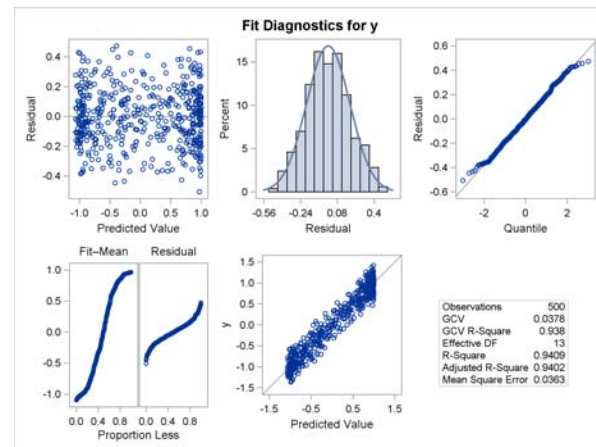 Fit Diagnostics for y
Residual
0.4
0.2
0.0
-0.2
-0.4
-1.0 -0.5 0.0 0.5 1.0
Predicted Value
Percent
15
10
5
0
-0.56 -0.24 0.08 0.4
Residual
Residual
0.6
0.4
0.2
0.0
-0.2
-0.4
-0.6
-2 0 2
Quantile
Fit–Mean Residual
1.0
0.5
0.0
-0.5
-1.0
0.0 0.4 0.8 0.0 0.4 0.8
Proportion Less
y
1.5
1.0
0.5
0.0
-0.5
-1.0
-1.5
-1.5 -0.5 0.5 1.5
Predicted Value
Observations 500
GCV 0.0378
GCV R-Square 0.938
Effective DF 13
R-Square 0.9409
Adjusted R-Square 0.9402
Mean Square Error 0.0363